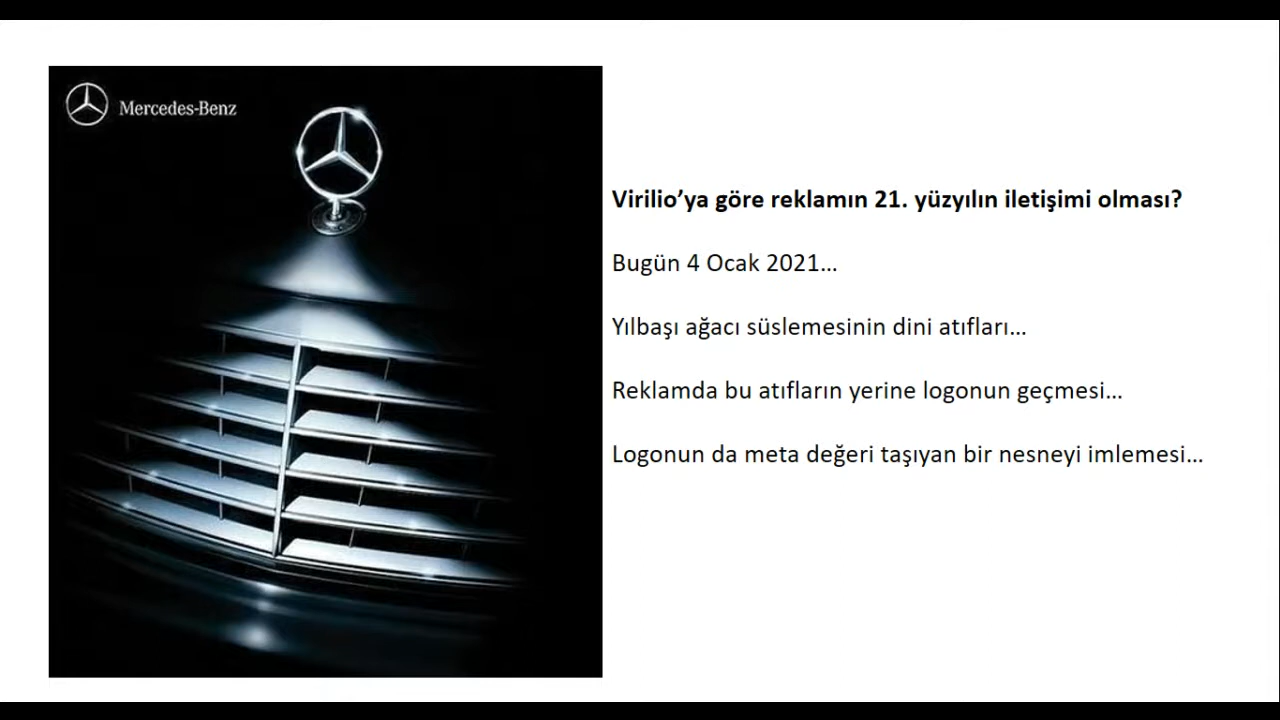 Mercedes-Benz
Virilio’ya göre reklamın 21. yüzyılın iletişimi olması?
Bugün 4 Ocak 2021...
Yılbaşı ağacı süslemesinin dini atıfları...
Reklamda bu atıfların yerine logonun geçmesi...
Logonun da meta değeri taşıyan bir nesneyi imlemesi...